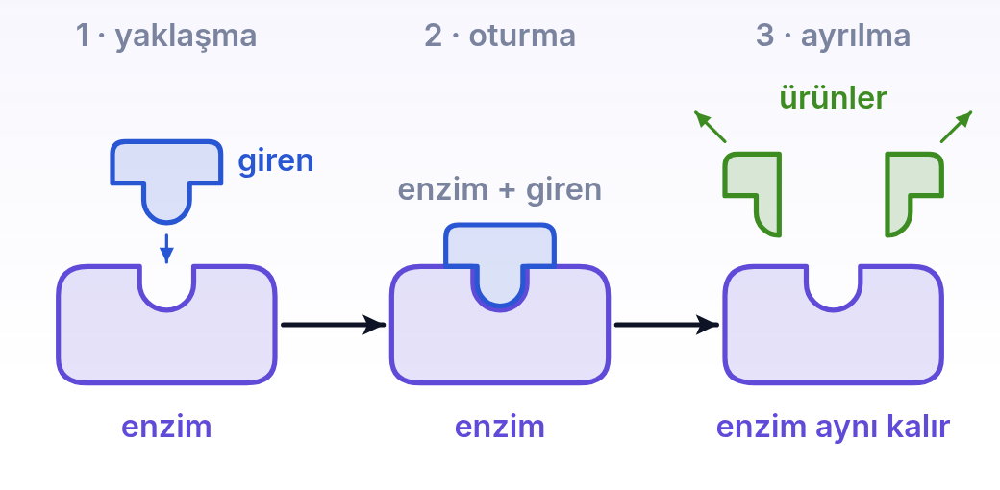 1 · yaklaşma
2 · oturma
3 · ayrılma
ürünler
giren
enzim + giren
enzim
enzim
enzim aynı kalır